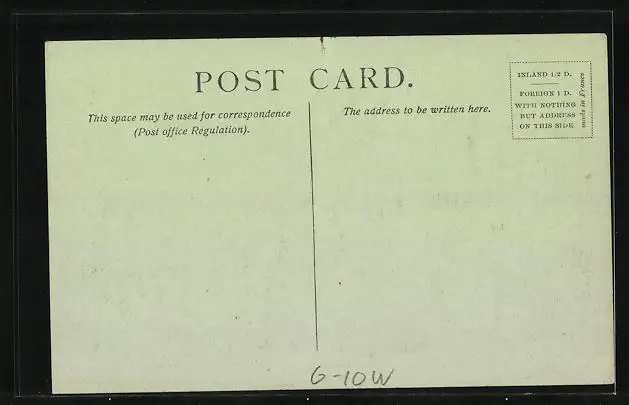 POST CARD.
This space may be used for correspondence
(Post office Regulation).
The address to be written here.
INLAND 1/2 D.
FOREIGN 1 D.
WITH NOTHING
BUT ADDRESS
ON THIS SIDE
made in France
G-10W